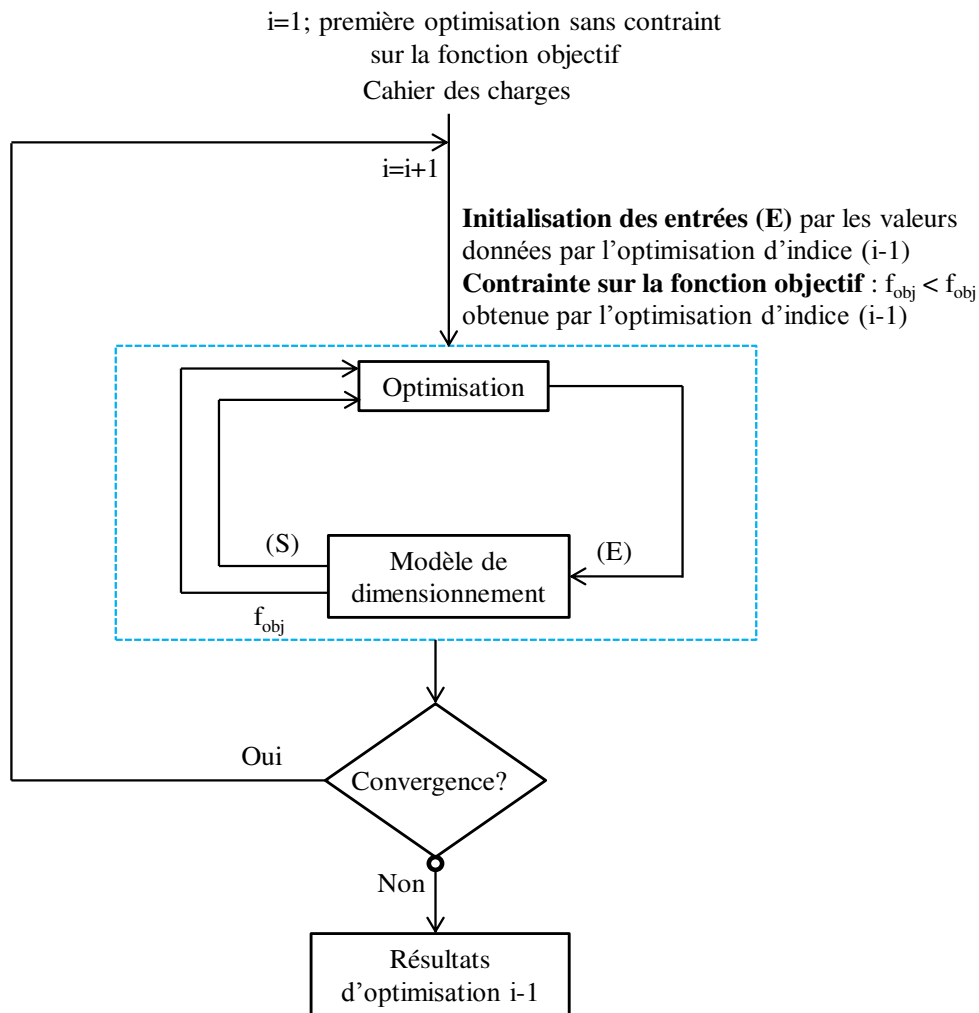 i=1; première optimisation sans contraint
sur la fonction objectif
Cahier des charges
i=i+1
Initialisation des entrées (E) par les valeurs
données par l'optimisation d'indice (i-1)
Contrainte sur la fonction objectif : fobj < fobj
obtenue par l'optimisation d'indice (i-1)
Optimisation
(S)
(E)
Modèle de
dimensionnement
fobj
Oui
Convergence?
Non
Résultats
d'optimisation i-1